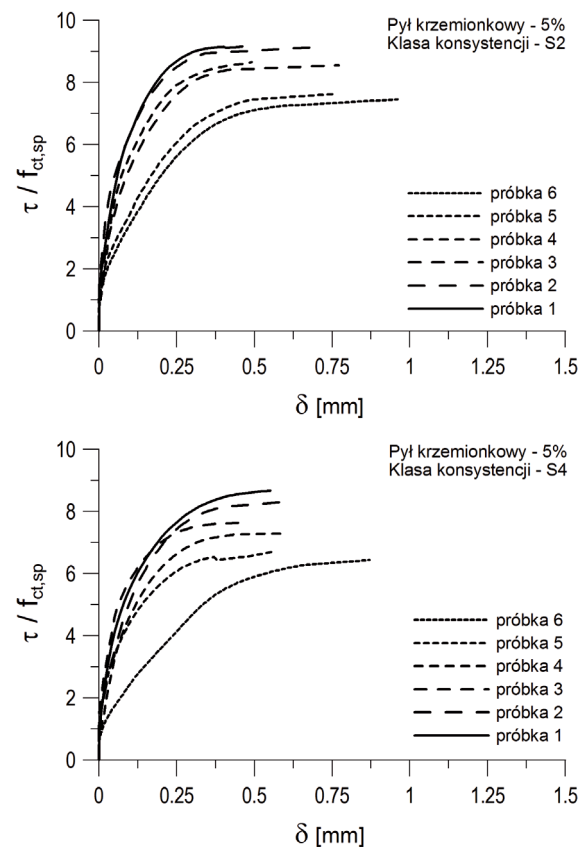 Pył krzemionkowy - 5%
Klasa konsystencji - S2
10
8
6
4
2
0
τ / fct,sp
próbka 6
próbka 5
próbka 4
próbka 3
próbka 2
próbka 1
0 0.25 0.5 0.75 1 1.25 1.5
δ [mm]
Pył krzemionkowy - 5%
Klasa konsystencji - S4
10
8
6
4
2
0
τ / fct,sp
próbka 6
próbka 5
próbka 4
próbka 3
próbka 2
próbka 1
0 0.25 0.5 0.75 1 1.25 1.5
δ [mm]